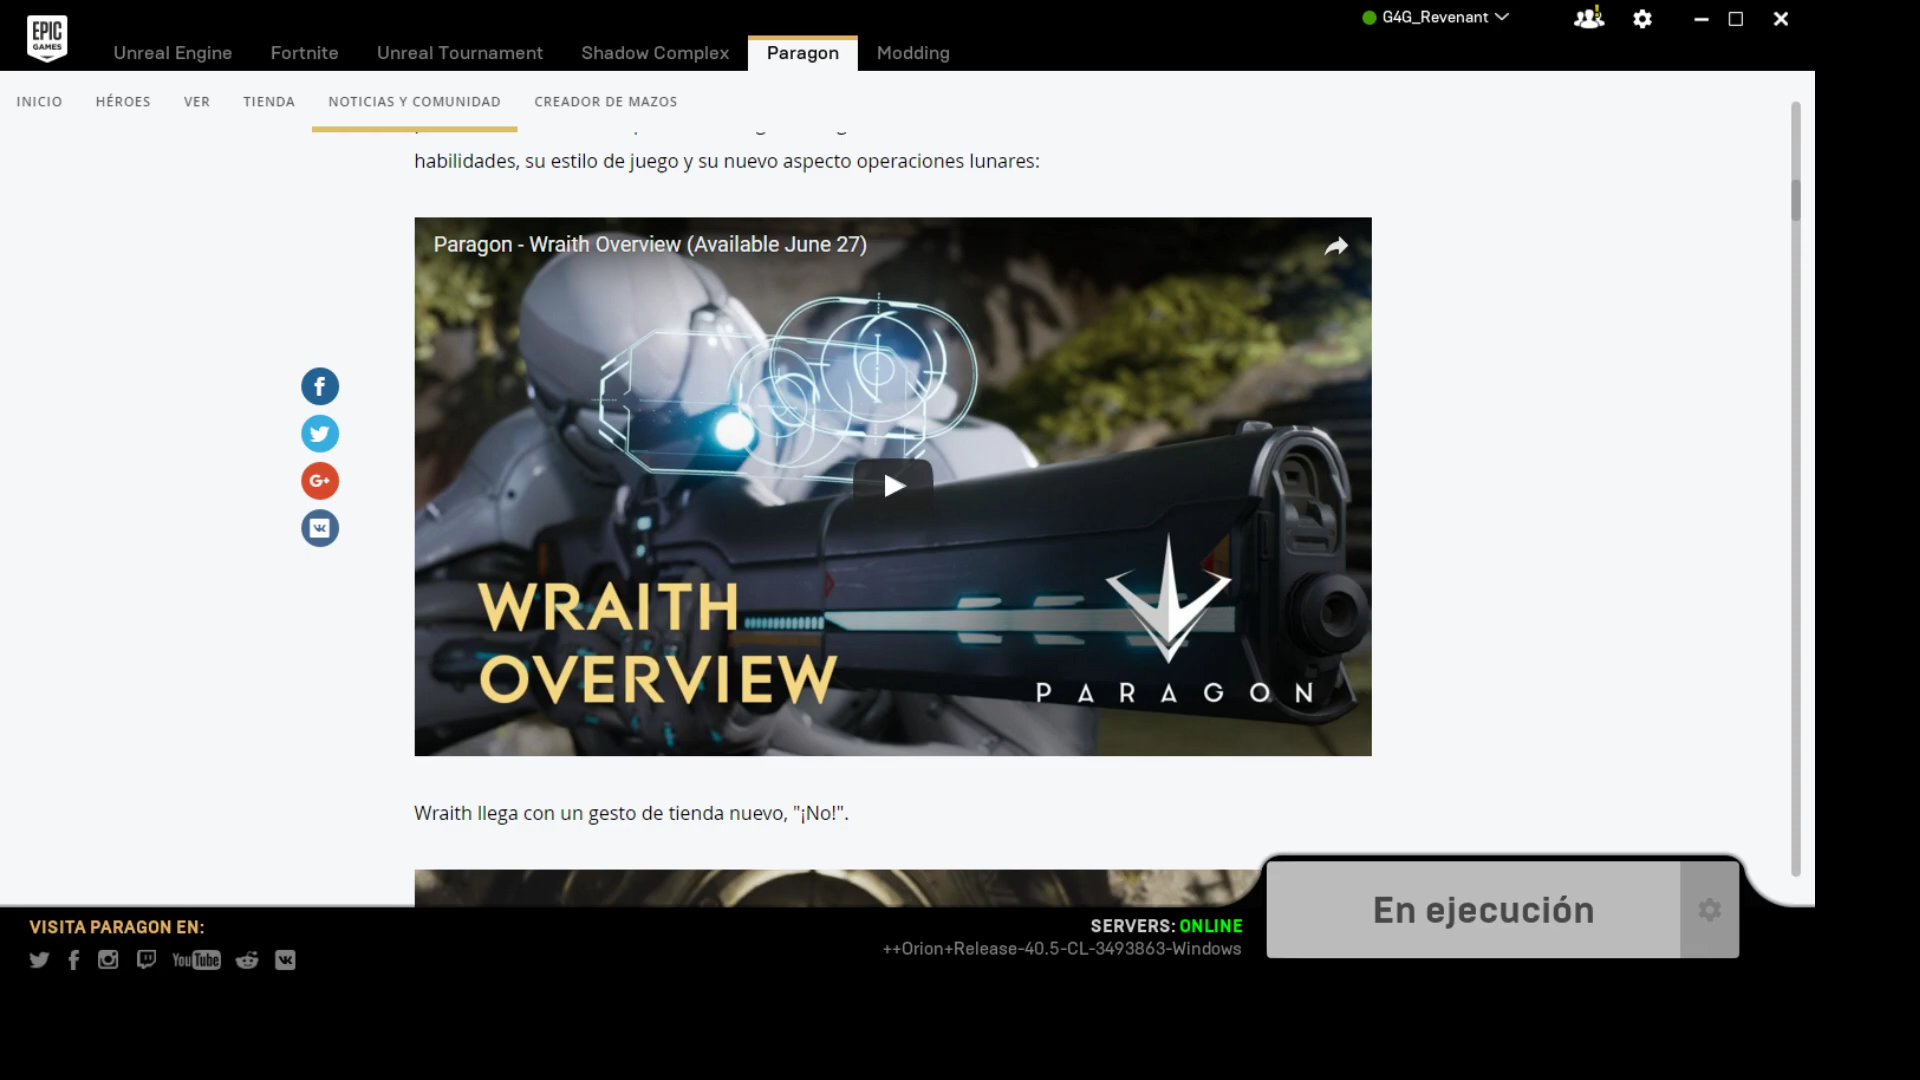 EPIC
GAMES
Unreal Engine
Fortnite
Unreal Tournament
Shadow Complex
Paragon
Modding
G4G_Revenant
INICIO
HÉROES
VER
TIENDA
NOTICIAS Y COMUNIDAD
CREADOR DE MAZOS
habilidades, su estilo de juego y su nuevo aspecto operaciones lunares:
Paragon - Wraith Overview (Available June 27)
WRAITH
OVERVIEW
PARAGON
Wraith llega con un gesto de tienda nuevo, "¡No!".
VISITA PARAGON EN:
YouTube
SERVERS: ONLINE
++Orion+Release-40.5-CL-3493863-Windows
En ejecución